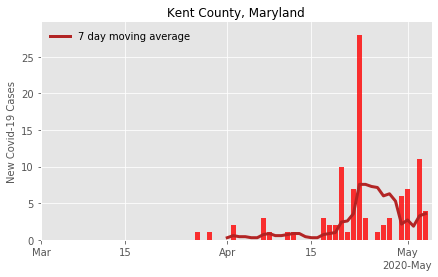 Kent County, Maryland
7 day moving average
New Covid-19 Cases
25
20
15
10
5
0
Mar
15
Apr
15
May
2020-May